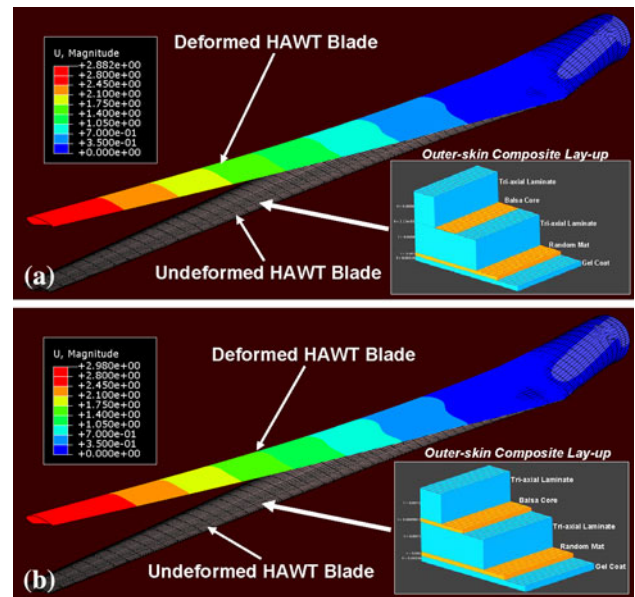 Deformed HAWT Blade
U, Magnitude
+2.882e+00
+2.800e+00
+2.450e+00
+2.100e+00
+1.750e+00
+1.400e+00
+1.050e+00
+7.000e-01
+3.500e-01
+0.000e+00
Outer-skin Composite Lay-up
Tri-axial Laminate
Balsa Core
Tri-axial Laminate
Random Mat
Gel Coat
Undeformed HAWT Blade
(a)
Deformed HAWT Blade
U, Magnitude
+2.980e+00
+2.800e+00
+2.450e+00
+2.100e+00
+1.750e+00
+1.400e+00
+1.050e+00
+7.000e-01
+3.500e-01
+0.000e+00
Outer-skin Composite Lay-up
Tri-axial Laminate
Balsa Core
Tri-axial Laminate
Random Mat
Gel Coat
Undeformed HAWT Blade
(b)